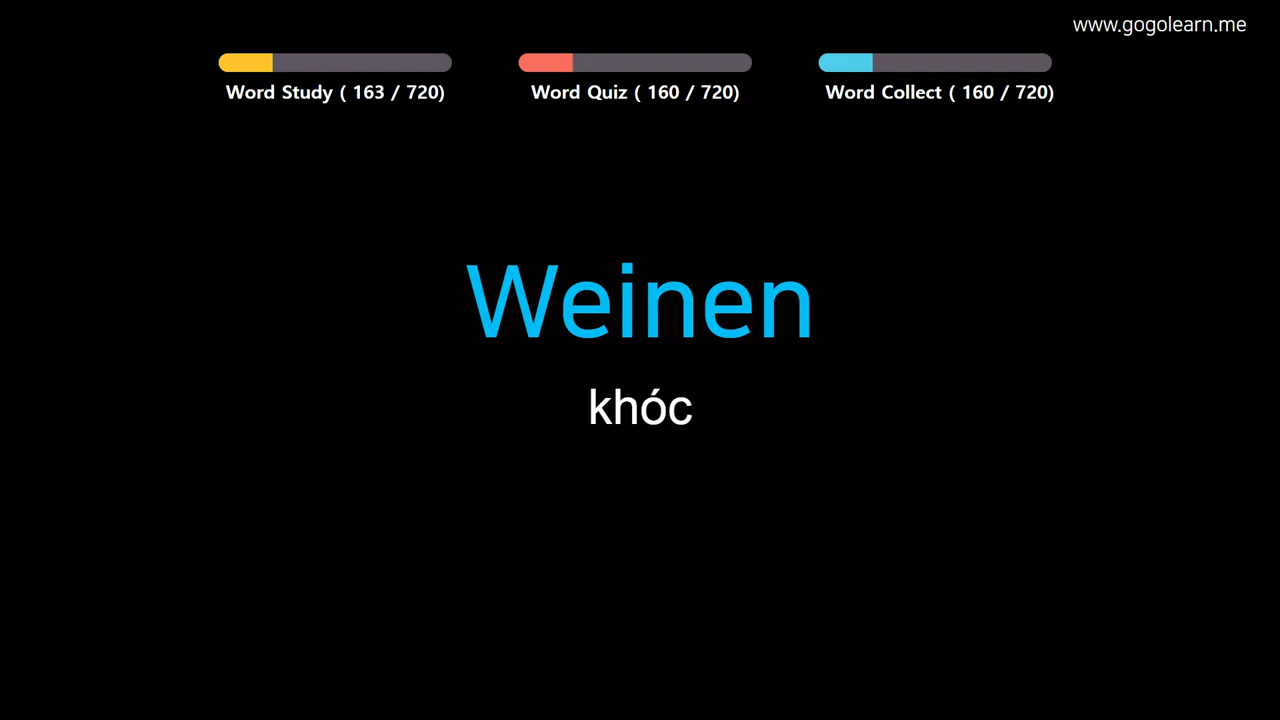 www.gogolearn.me
Word Study ( 163 / 720)
Word Quiz ( 160 / 720)
Word Collect ( 160 / 720)
Weinen
khóc